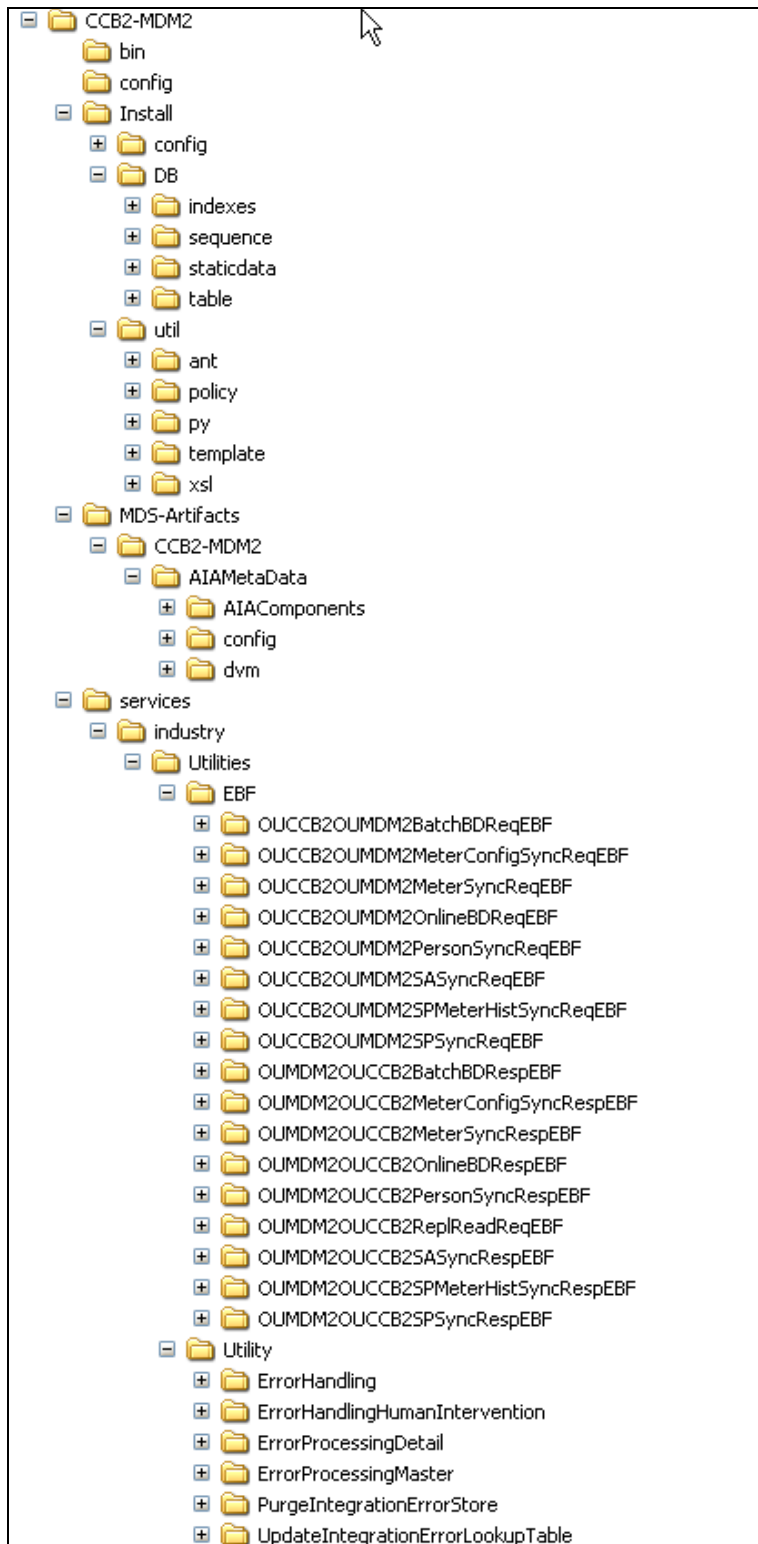 CCB2-MDM2
bin
config
Install
config
DB
indexes
sequence
staticdata
table
util
ant
policy
py
template
xsl
MDS-Artifacts
CCB2-MDM2
AIAMetaData
AIAComponents
config
dvm
services
industry
Utilities
EBF
OUCCB2OUMDM2BatchBDReqEBF
OUCCB2OUMDM2MeterConfigSyncReqEBF
OUCCB2OUMDM2MeterSyncReqEBF
OUCCB2OUMDM2OnlineBDReqEBF
OUCCB2OUMDM2PersonSyncReqEBF
OUCCB2OUMDM2SASyncReqEBF
OUCCB2OUMDM2SPMeterHistSyncReqEBF
OUCCB2OUMDM2SPSyncReqEBF
OUMDM2OUCCB2BatchBDRespEBF
OUMDM2OUCCB2MeterConfigSyncRespEBF
OUMDM2OUCCB2MeterSyncRespEBF
OUMDM2OUCCB2OnlineBDRespEBF
OUMDM2OUCCB2PersonSyncRespEBF
OUMDM2OUCCB2ReplReadReqEBF
OUMDM2OUCCB2SASyncRespEBF
OUMDM2OUCCB2SPMeterHistSyncRespEBF
OUMDM2OUCCB2SPSyncRespEBF
Utility
ErrorHandling
ErrorHandlingHumanIntervention
ErrorProcessingDetail
ErrorProcessingMaster
PurgeIntegrationErrorStore
UpdateIntegrationErrorLookupTable